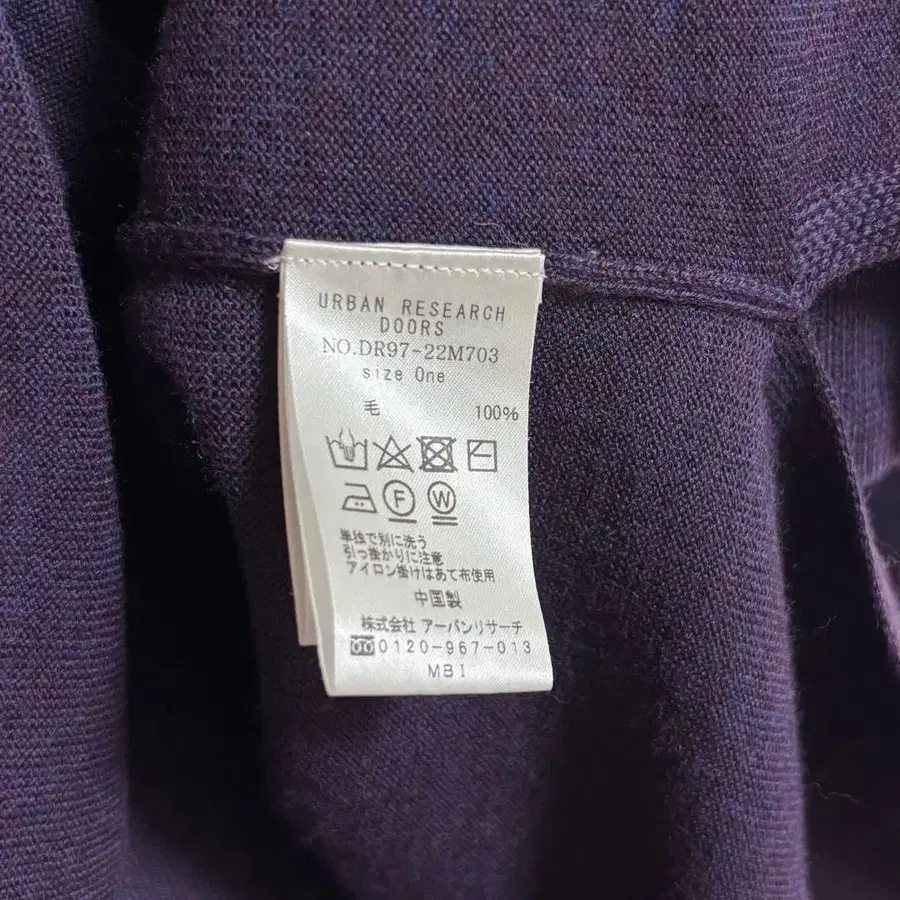 URBAN RESEARCH
DOORS
NO.DR97-22M703
size One
毛 100%
F W
単独で別に洗う
引っ掛かりに注意
アイロン掛けはあて布使用
中国製
株式会社 アーバンリサーチ
0120-967-013
MBI